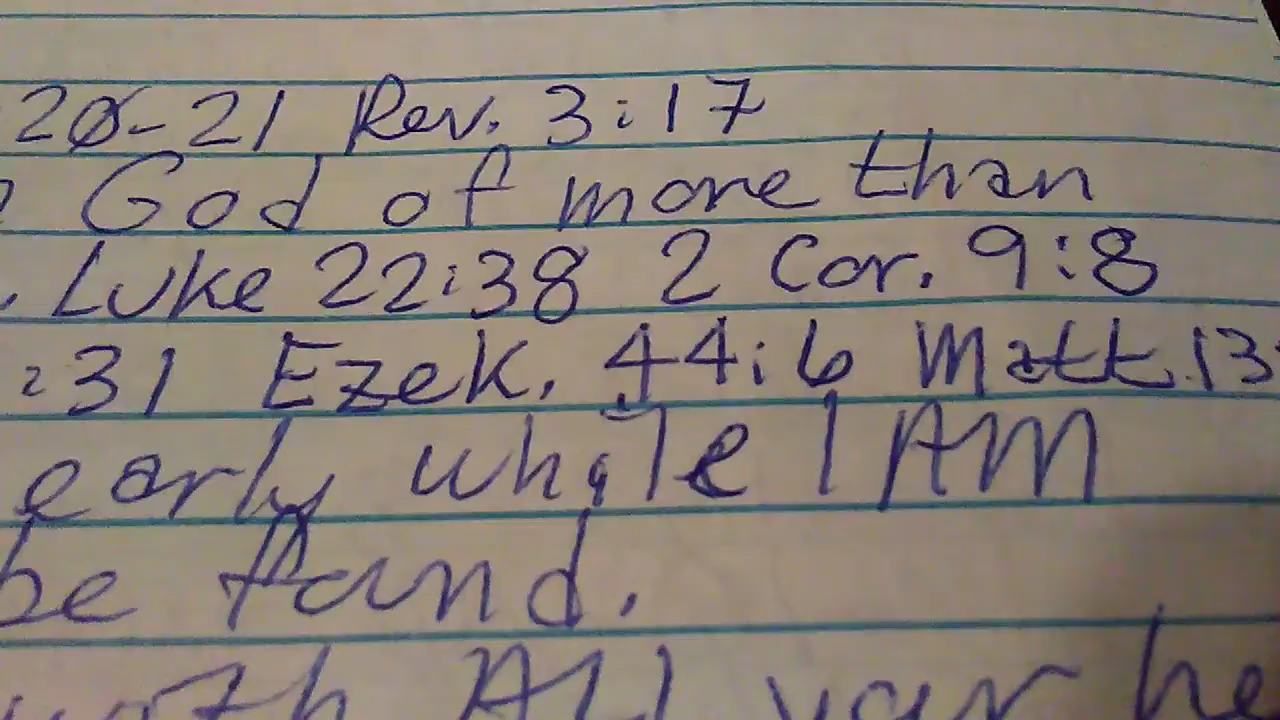 20-21 Rev. 3:17
God of more than
. Luke 22:38 2 Cor. 9:8
:31 Ezek. 44:6 Matt. 13:
early while I AM
be found.
with All your he